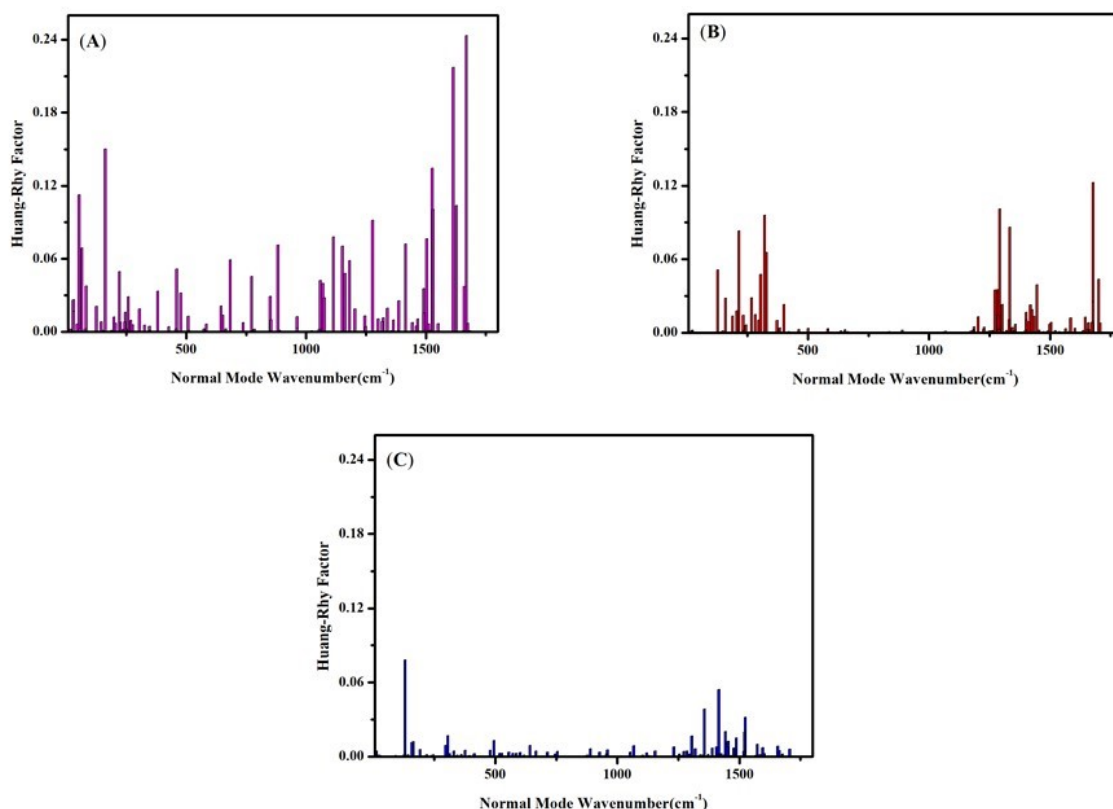 (A)
0.24
0.18
0.12
0.06
0.00
Huang-Rhy Factor
500
1000
1500
Normal Mode Wavenumber(cm-1)
(B)
0.24
0.18
0.12
0.06
0.00
Huang-Rhy Factor
500
1000
1500
Normal Mode Wavenumber(cm-1)
(C)
0.24
0.18
0.12
0.06
0.00
Huang-Rhy Factor
500
1000
1500
Normal Mode Wavenumber(cm-1)